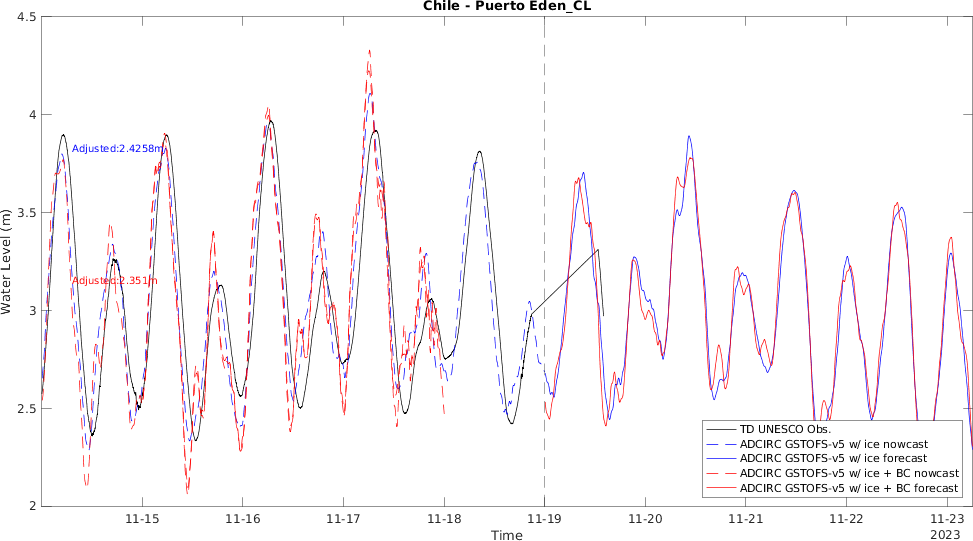 Chile - Puerto Eden_CL
Water Level (m)
4.5
4
3.5
3
2.5
2
Adjusted:2.4258m
Adjusted:2.351m
TD UNESCO Obs.
ADCIRC GSTOFS-v5 w/ ice nowcast
ADCIRC GSTOFS-v5 w/ ice forecast
ADCIRC GSTOFS-v5 w/ ice + BC nowcast
ADCIRC GSTOFS-v5 w/ ice + BC forecast
11-15 11-16 11-17 11-18 11-19 11-20 11-21 11-22 11-23
2023
Time